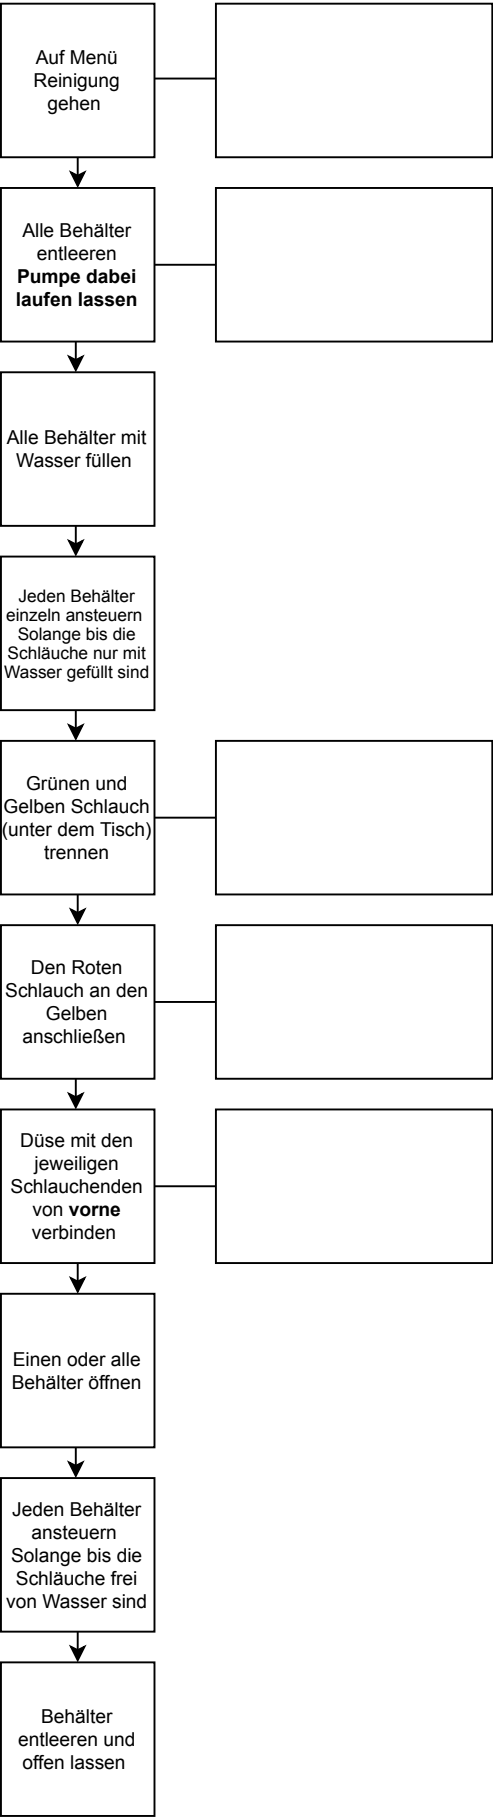 Auf Menü
Reinigung
gehen
Alle Behälter
entleeren
Pumpe dabei
laufen lassen
Alle Behälter mit
Wasser füllen
Jeden Behälter
einzeln ansteuern
Solange bis die
Schläuche nur mit
Wasser gefüllt sind
Grünen und
Gelben Schlauch
(unter dem Tisch)
trennen
Den Roten
Schlauch an den
Gelben
anschließen
Düse mit den
jeweiligen
Schlauchenden
von vorne
verbinden
Einen oder alle
Behälter öffnen
Jeden Behälter
ansteuern
Solange bis die
Schläuche frei
von Wasser sind
Behälter
entleeren und
offen lassen